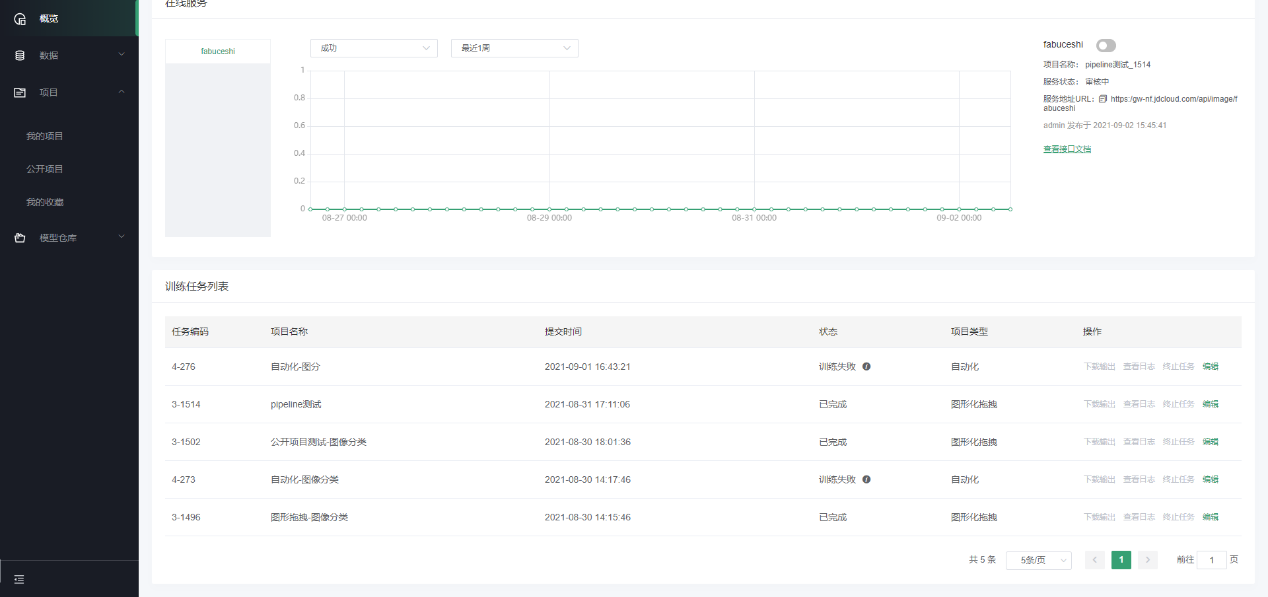 概览
数据
项目
我的项目
公开项目
我的收藏
模型仓库
在线服务
fabuceshi
成功
最近1周
1
0.8
0.6
0.4
0.2
0
08-27 00:00
08-29 00:00
08-31 00:00
09-02 00:00
fabuceshi
项目名称： pipeline测试_1514
服务状态： 审核中
服务地址URL： https:/gw-nf.jdcloud.com/api/image/f
abuceshi
admin 发布于 2021-09-02 15:45:41
查看接口文档
训练任务列表
任务编码 项目名称 提交时间 状态 项目类型 操作
4-276 自动化-图分 2021-09-01 16:43:21 训练失败 自动化 下载输出 查看日志 终止任务 编辑
3-1514 pipeline测试 2021-08-31 17:11:06 已完成 图形化拖拽 下载输出 查看日志 终止任务 编辑
3-1502 公开项目测试-图像分类 2021-08-30 18:01:36 已完成 图形化拖拽 下载输出 查看日志 终止任务 编辑
4-273 自动化-图像分类 2021-08-30 14:17:46 训练失败 自动化 下载输出 查看日志 终止任务 编辑
3-1496 图形拖拽-图像分类 2021-08-30 14:15:46 已完成 图形化拖拽 下载输出 查看日志 终止任务 编辑
共 5 条 5条/页 1 前往 1 页